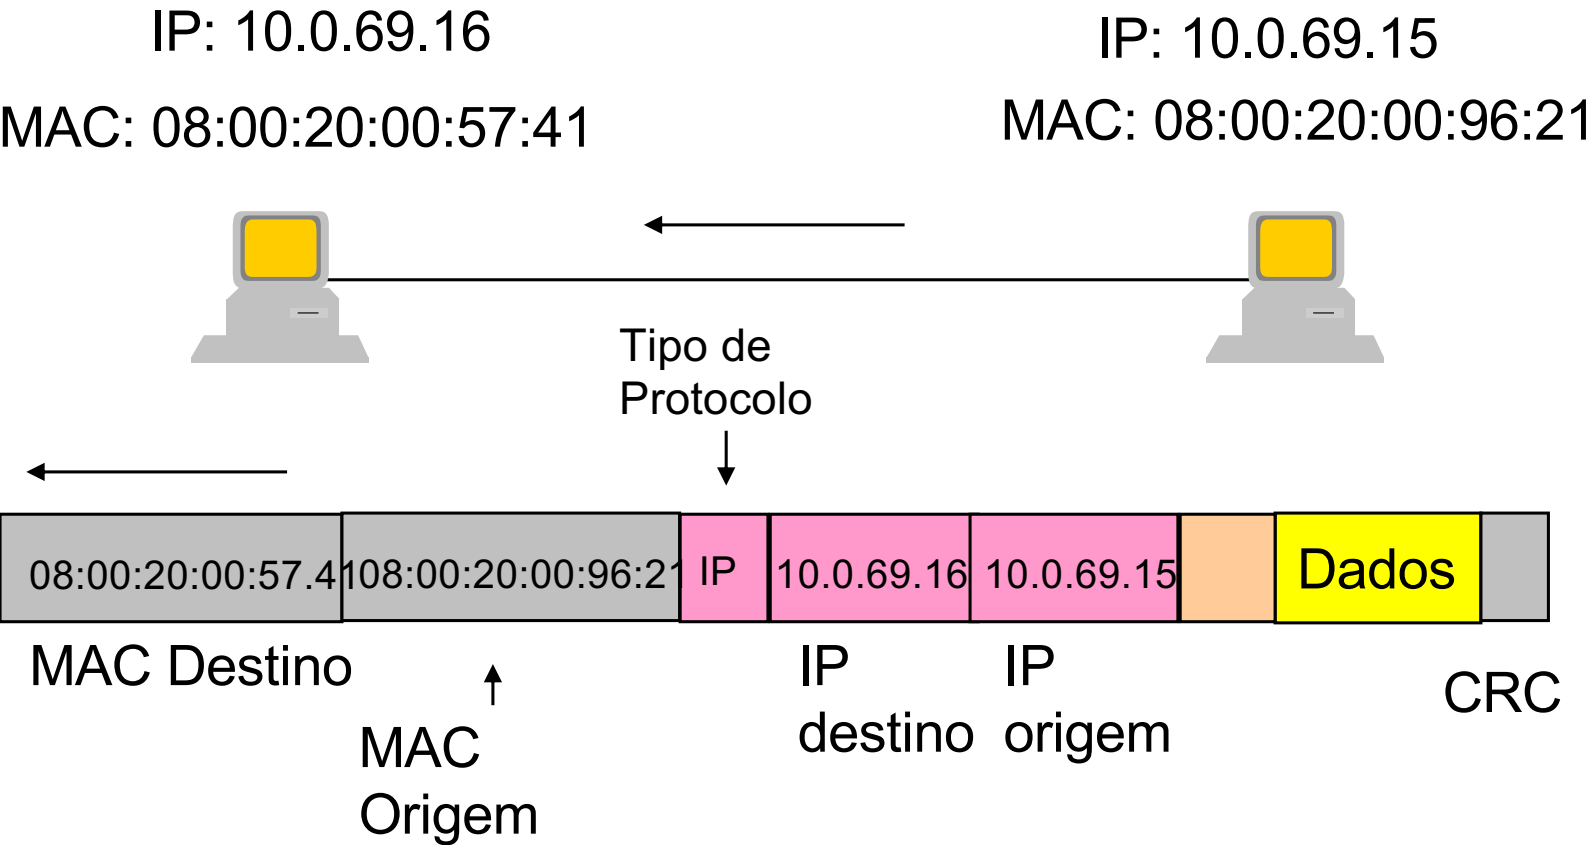 IP: 10.0.69.16
MAC: 08:00:20:00:57:41
IP: 10.0.69.15
MAC: 08:00:20:00:96:21
Tipo de
Protocolo
08:00:20:00:57.41
08:00:20:00:96:21
IP
10.0.69.16
10.0.69.15
Dados
MAC Destino
MAC
Origem
IP
destino
IP
origem
CRC